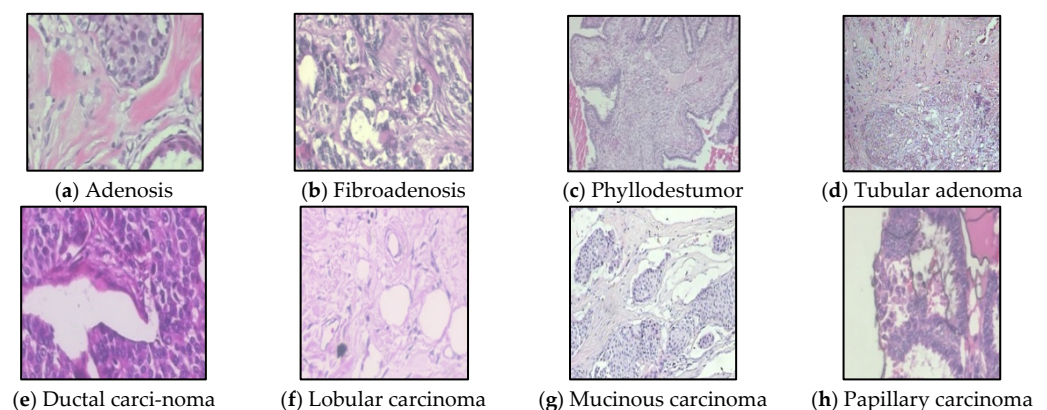 (a) Adenosis (b) Fibroadenosis (c) Phyllodestumor (d) Tubular adenoma
(e) Ductal carci-noma (f) Lobular carcinoma (g) Mucinous carcinoma (h) Papillary carcinoma